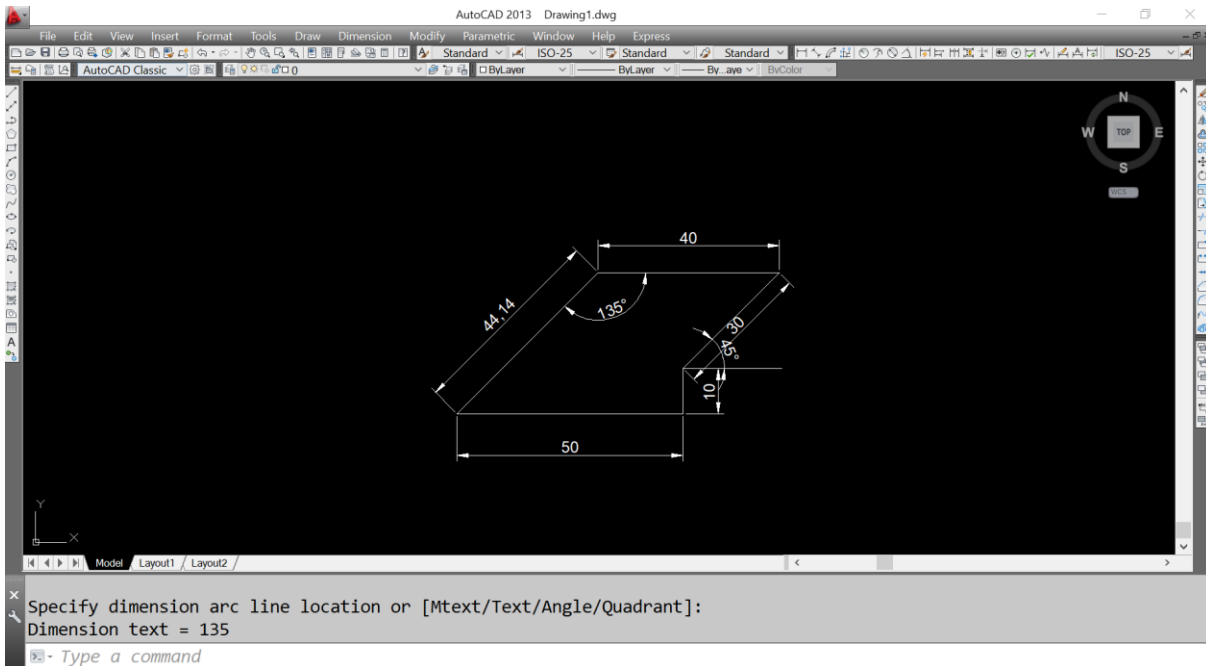 AutoCAD 2013 Drawing1.dwg
File Edit View Insert Format Tools Draw Dimension Modify Parametric Window Help Express
Standard ISO-25 Standard Standard ISO-25
AutoCAD Classic 0 ByLayer ByLayer By...aye ByColor
N
W TOP E
S
WCS
40
44,14
135°
30
45°
10
50
Y
X
A
Model Layout1 Layout2
Specify dimension arc line location or [Mtext/Text/Angle/Quadrant]:
Dimension text = 135
Type a command